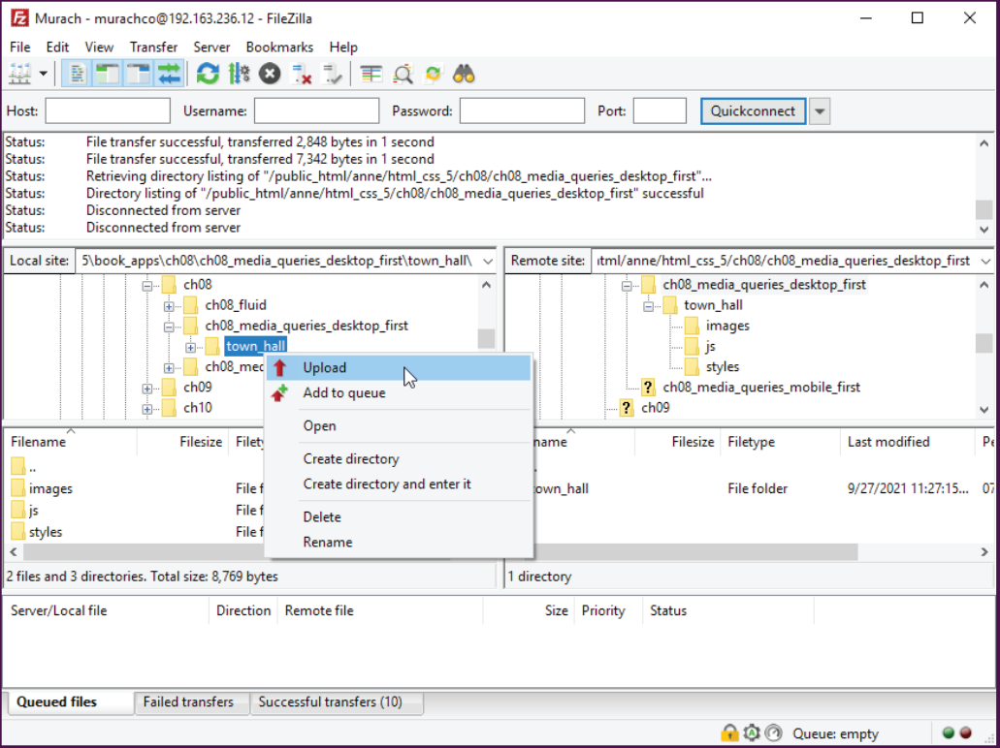 Murach - murachco@192.163.236.12 - FileZilla
File Edit View Transfer Server Bookmarks Help
Host: Username: Password: Port: Quickconnect
Status: File transfer successful, transferred 2,848 bytes in 1 second
Status: File transfer successful, transferred 7,342 bytes in 1 second
Status: Retrieving directory listing of "/public_html/anne/html_css_5/ch08/ch08_media_queries_desktop_first"...
Status: Directory listing of "/public_html/anne/html_css_5/ch08/ch08_media_queries_desktop_first" successful
Status: Disconnected from server
Status: Disconnected from server
Local site: 5\book_apps\ch08\ch08_media_queries_desktop_first\town_hall\
ch08
ch08_fluid
ch08_media_queries_desktop_first
town_hall
ch08_med
ch09
ch10
Remote site: tml/anne/html_css_5/ch08/ch08_media_queries_desktop_first
ch08_media_queries_desktop_first
town_hall
images
js
styles
? ch08_media_queries_mobile_first
? ch09
Upload
Add to queue
Open
Create directory
Create directory and enter it
Delete
Rename
Filename Filesize Filety
..
images File f
js File f
styles File f
2 files and 3 directories. Total size: 8,769 bytes
name Filesize Filetype Last modified Pe
own_hall File folder 9/27/2021 11:27:15... 07
1 directory
Server/Local file Direction Remote file Size Priority Status
Queued files Failed transfers Successful transfers (10)
Queue: empty